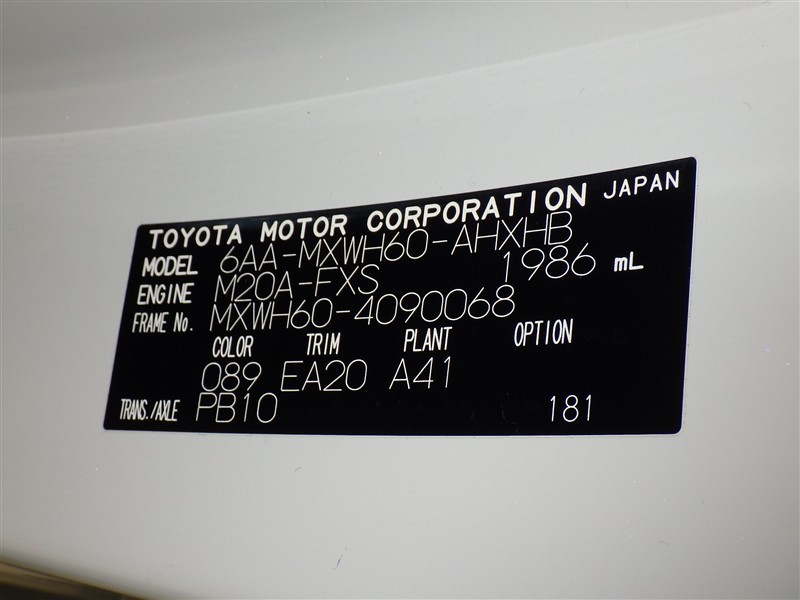 TOYOTA MOTOR CORPORATION JAPAN
MODEL 6AA-MXWH60-AHXHB
ENGINE M20A-FXS 1986 mL
FRAME No. MXWH60-4090068
COLOR TRIM PLANT OPTION
089 EA20 A41
TRANS./AXLE PB10 181